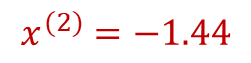 x⁽²⁾ = −1.44